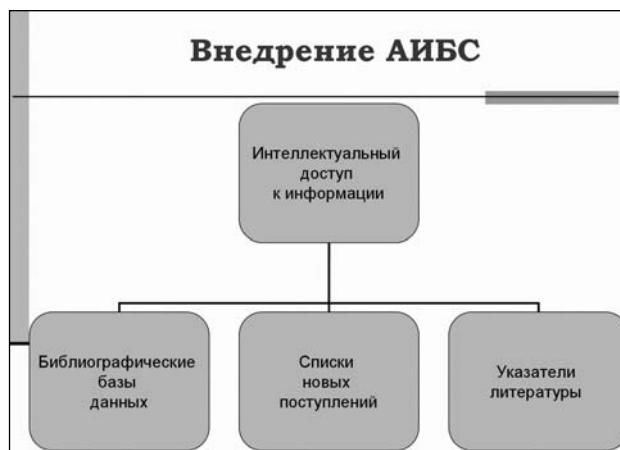 Внедрение АИБС
Интеллектуальный
доступ
к информации
Библиографические
базы
данных
Списки
новых
поступлений
Указатели
литературы